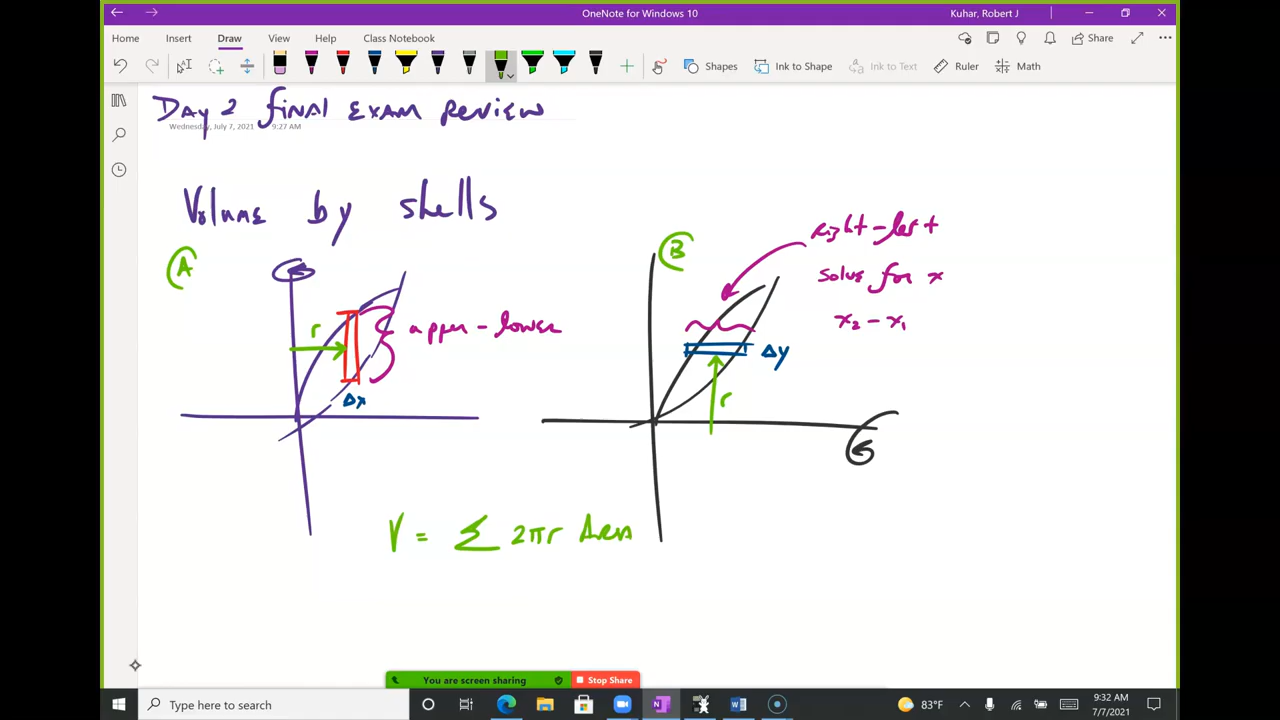 OneNote for Windows 10
Kuhar, Robert J
Home Insert Draw View Help Class Notebook
Share
Shapes Ink to Shape Ink to Text Ruler Math
Day 2 final Exam Review
Wednesday, July 7, 2021 9:27 AM
Volume by shells
A
r
upper - lower
Δx
B
right - left
solve for x
x₂ - x₁
Δy
r
V = Σ 2πr Area
You are screen sharing
Stop Share
Type here to search
83°F
9:32 AM
7/7/2021